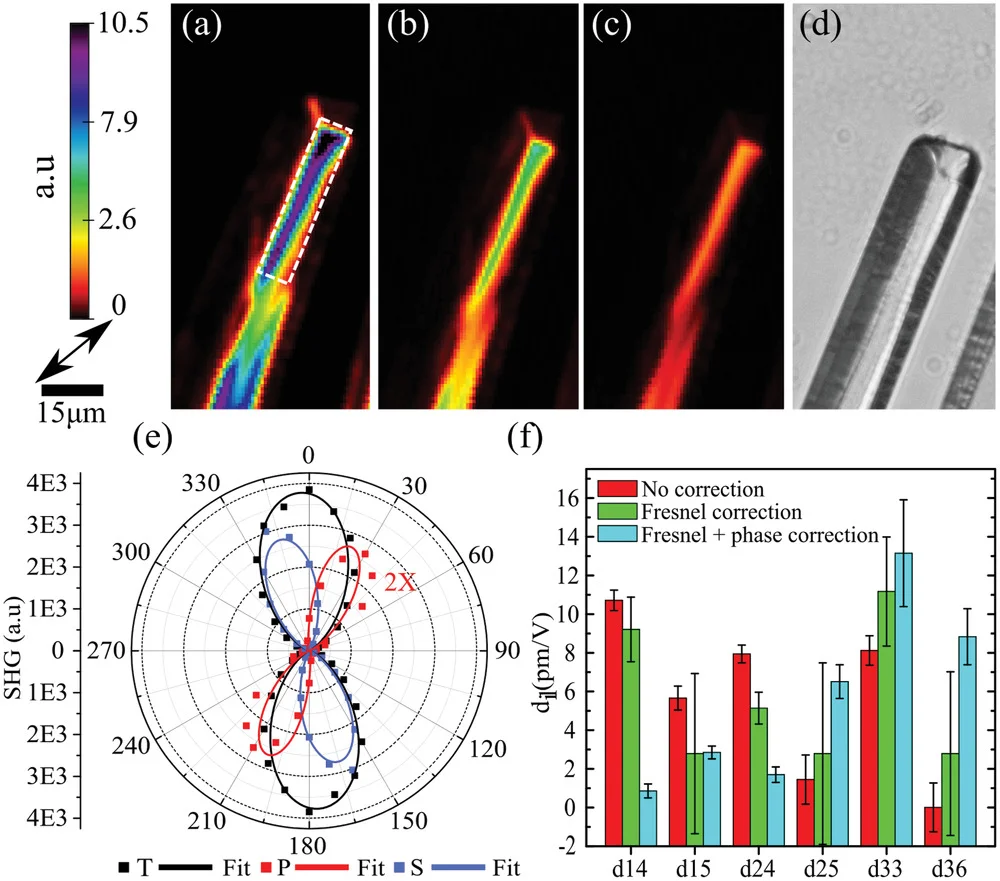 10.5
7.9
2.6
0
a.u
15μm
(a)
(b)
(c)
(d)
(e)
SHG (a.u)
4E3
3E3
2E3
1E3
0
1E3
2E3
3E3
4E3
0
30
60
90
120
150
180
210
240
270
300
330
2X
T Fit P Fit S Fit
(f)
No correction
Fresnel correction
Fresnel + phase correction
dil(pm/V)
16
14
12
10
8
6
4
2
0
-2
d14 d15 d24 d25 d33 d36